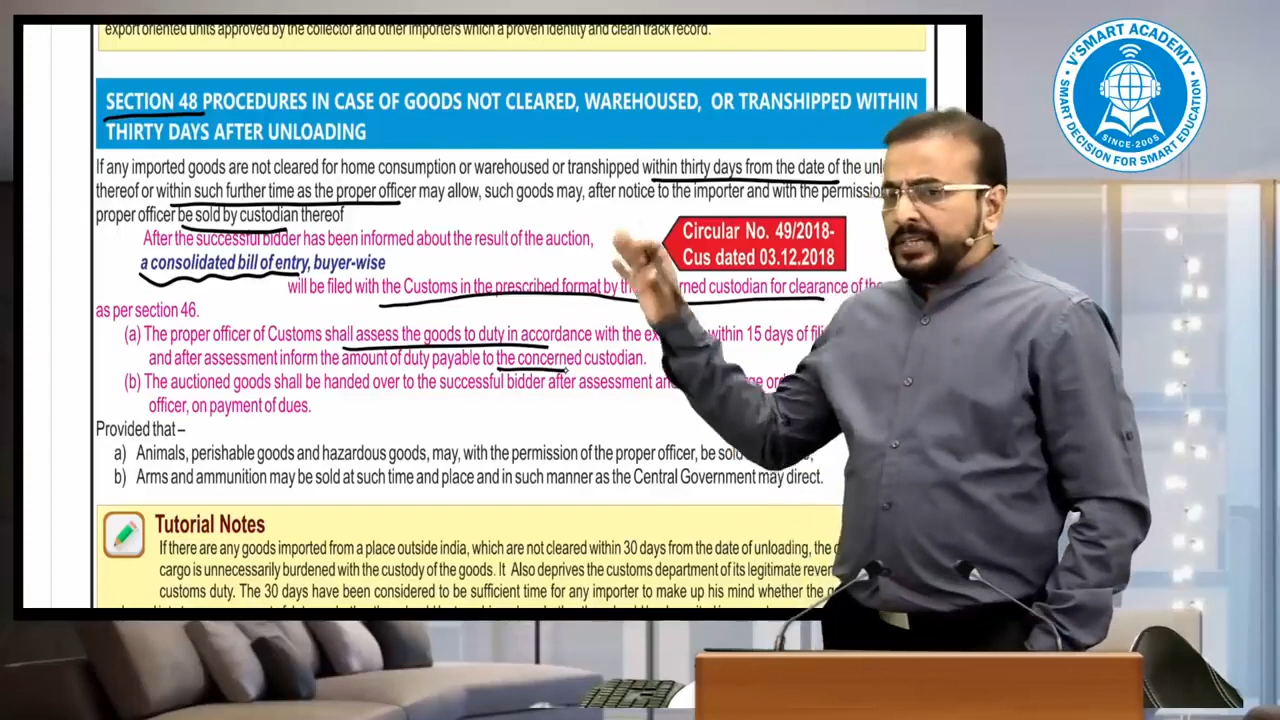 export oriented units approved by the collector and other importers which a proven identity and clean track record.
SECTION 48 PROCEDURES IN CASE OF GOODS NOT CLEARED, WAREHOUSED, OR TRANSHIPPED WITHIN
THIRTY DAYS AFTER UNLOADING
If any imported goods are not cleared for home consumption or warehoused or transhipped within thirty days from the date of the
thereof or within such further time as the proper officer may allow, such goods may, after notice to the importer and with the
proper officer be sold by custodian thereof
After the successful bidder has been informed about the result of the auction,
a consolidated bill of entry, buyer-wise
will be filed with the Customs in the prescribed format by custodian for clearance of
as per section 46.
(a) The proper officer of Customs shall assess the goods to duty in accordance with the within 15 days of
and after assessment inform the amount of duty payable to the concerned custodian.
(b) The auctioned goods shall be handed over to the successful bidder after assessment
officer, on payment of dues.
Provided that –
a) Animals, perishable goods and hazardous goods, may, with the permission of the proper officer, be
b) Arms and ammunition may be sold at such time and place and in such manner as the Central Government may direct.
Circular No. 49/2018-
Cus dated 03.12.2018
Tutorial Notes
If there are any goods imported from a place outside india, which are not cleared within 30 days from the date of unloading, the
cargo is unnecessarily burdened with the custody of the goods. It Also deprives the customs department of its legitimate
customs duty. The 30 days have been considered to be sufficient time for any importer to make up his mind whether the
V'SMART ACADEMY
SINCE-2005
SMART DECISION FOR SMART EDUCATION